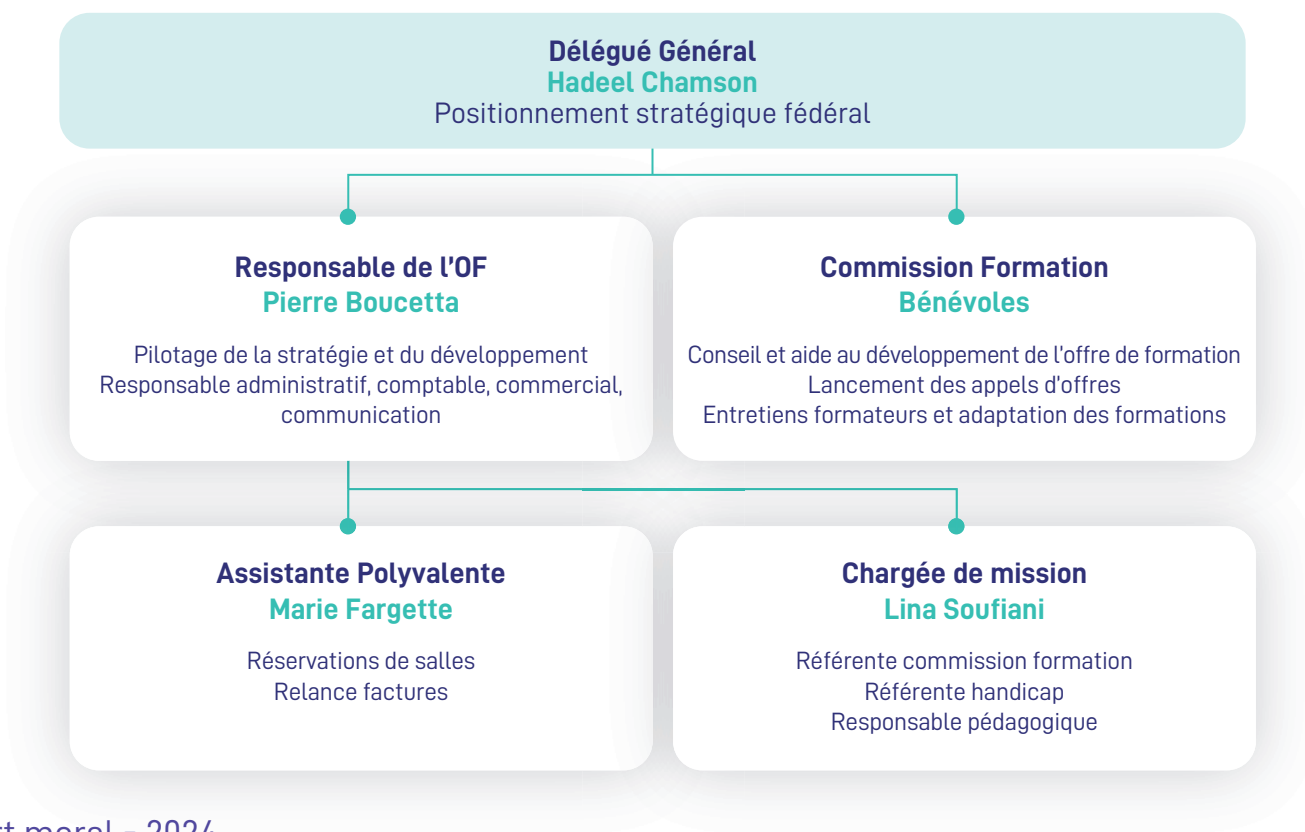 Délégué Général
Hadeel Chamson
Positionnement stratégique fédéral
Responsable de l'OF
Pierre Boucetta
Pilotage de la stratégie et du développement
Responsable administratif, comptable, commercial,
communication
Commission Formation
Bénévoles
Conseil et aide au développement de l'offre de formation
Lancement des appels d'offres
Entretiens formateurs et adaptation des formations
Assistante Polyvalente
Marie Fargette
Réservations de salles
Relance factures
Chargée de mission
Lina Soufiani
Référente commission formation
Référente handicap
Responsable pédagogique
moral - 2024